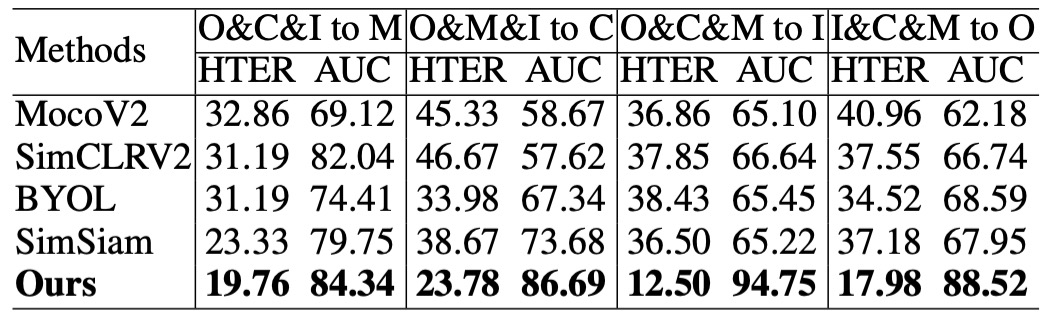 Methods O&C&I to M O&M&I to C O&C&M to I I&C&M to O
HTER AUC HTER AUC HTER AUC HTER AUC
MocoV2 32.86 69.12 45.33 58.67 36.86 65.10 40.96 62.18
SimCLRV2 31.19 82.04 46.67 57.62 37.85 66.64 37.55 66.74
BYOL 31.19 74.41 33.98 67.34 38.43 65.45 34.52 68.59
SimSiam 23.33 79.75 38.67 73.68 36.50 65.22 37.18 67.95
Ours 19.76 84.34 23.78 86.69 12.50 94.75 17.98 88.52